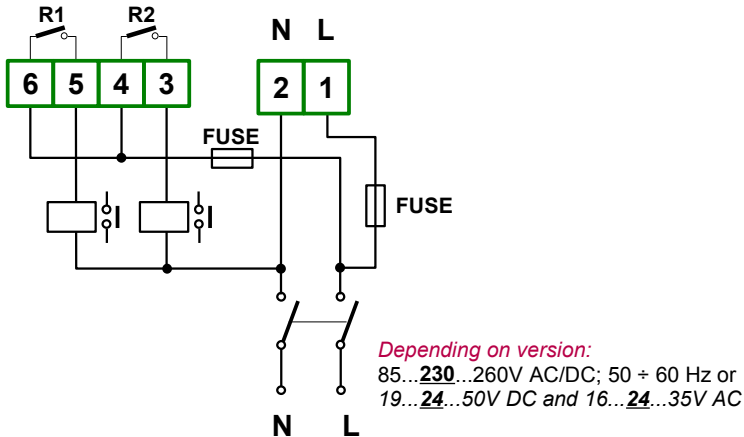 R1 R2
N L
6 5 4 3 2 1
FUSE
FUSE
Depending on version:
85...230...260V AC/DC; 50 ÷ 60 Hz or
19...24...50V DC and 16...24...35V AC
N L